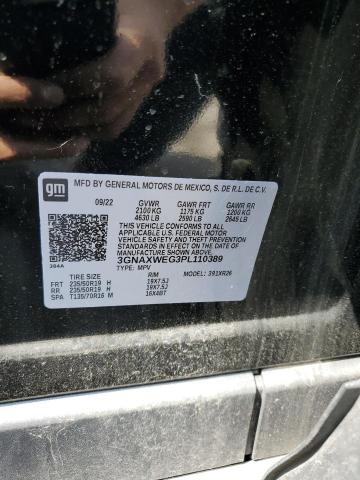 gm
MFD BY GENERAL MOTORS DE MEXICO, S. DE R.L. DE C.V.
09/22 GVWR GAWR FRT GAWR RR
2100 KG 1175 KG 1200 KG
4630 LB 2590 LB 2645 LB
THIS VEHICLE CONFORMS TO ALL
APPLICABLE U.S. FEDERAL MOTOR
VEHICLE SAFETY, BUMPER, AND THEFT
PREVENTION STANDARDS IN EFFECT ON
THE DATE OF MANUFACTURE SHOWN ABOVE.
3GNAXWEG3PL110389
TYPE: MPV MODEL: 391XR26
384A
TIRE SIZE RIM
FRT 235/50R19 H 19X7.5J
RR 235/50R19 H 19X7.5J
SPA T135/70R16 M 16X4BT